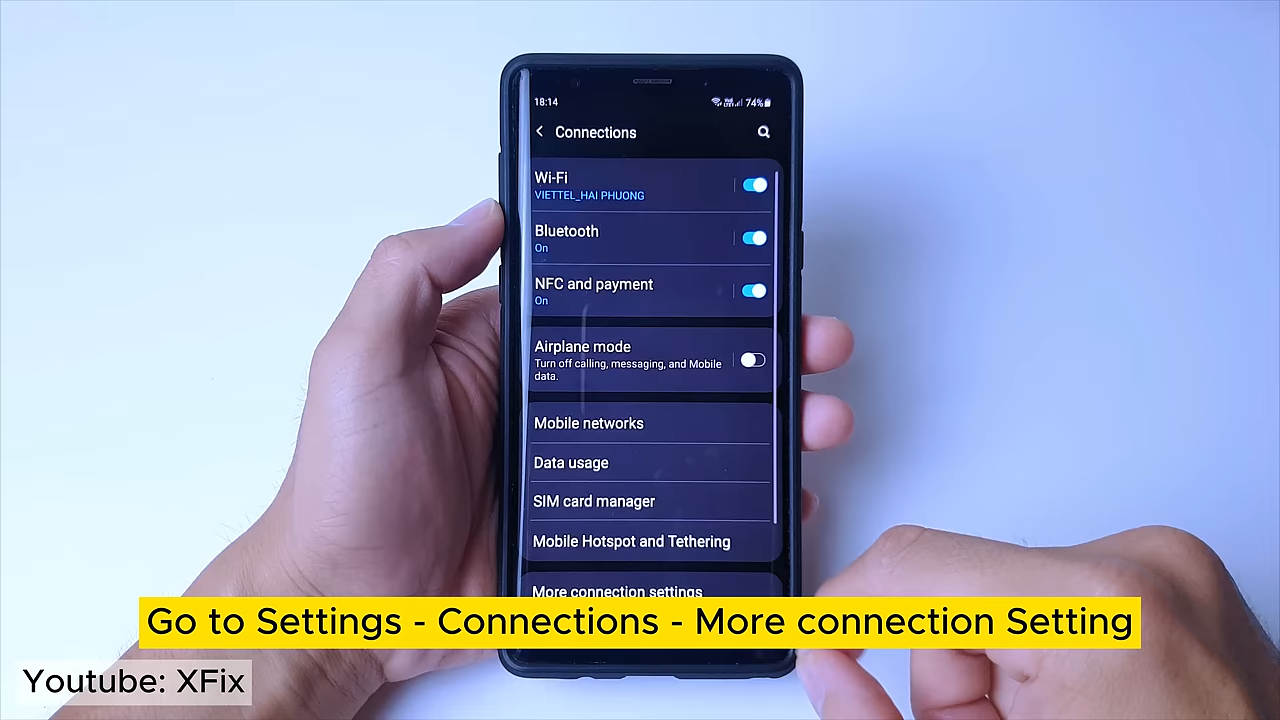 18:14
74%
Connections
Wi-Fi
VIETTEL_HAI PHUONG
Bluetooth
On
NFC and payment
On
Airplane mode
Turn off calling, messaging, and Mobile
data.
Mobile networks
Data usage
SIM card manager
Mobile Hotspot and Tethering
More connection settings
Go to Settings - Connections - More connection Setting
Youtube: XFix